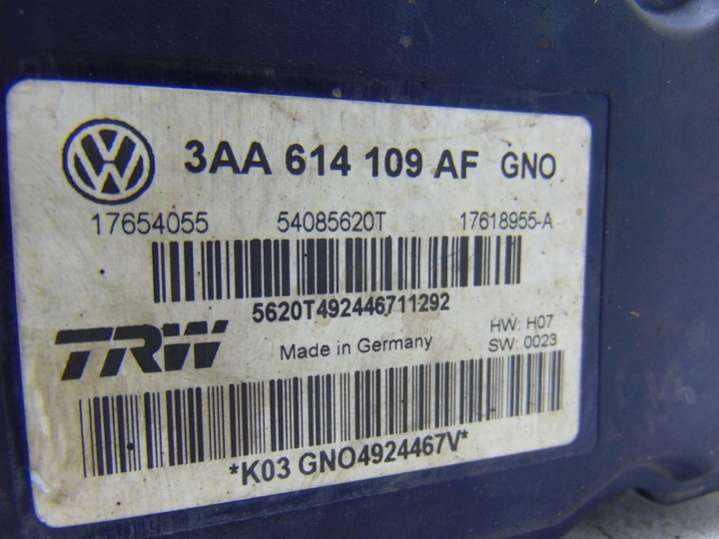 3AA 614 109 AF GNO
17654055 54085620T 17618955-A
5620T492446711292
TRW Made in Germany HW: H07
SW: 0023
*K03 GNO4924467V*